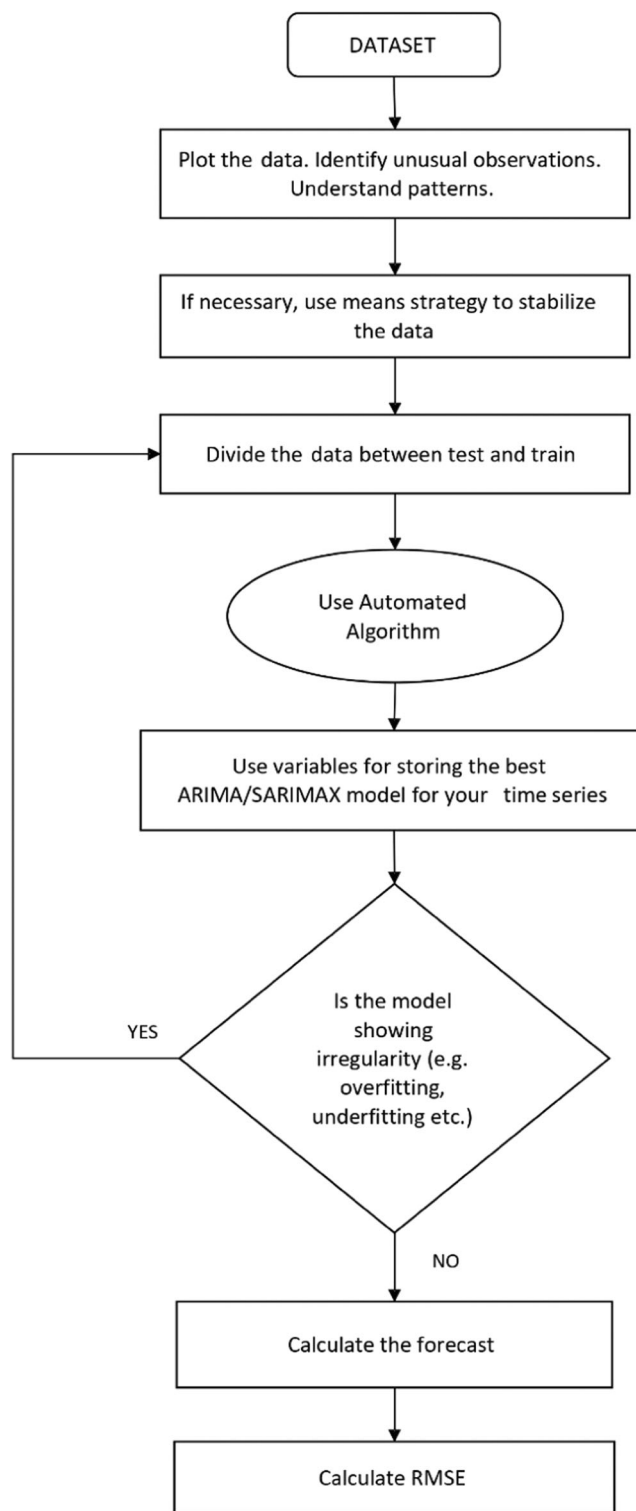 DATASET
Plot the data. Identify unusual observations.
Understand patterns.
If necessary, use means strategy to stabilize
the data
Divide the data between test and train
Use Automated
Algorithm
Use variables for storing the best
ARIMA/SARIMAX model for your time series
Is the model
showing
irregularity (e.g.
overfitting,
underfitting etc.)
YES
NO
Calculate the forecast
Calculate RMSE